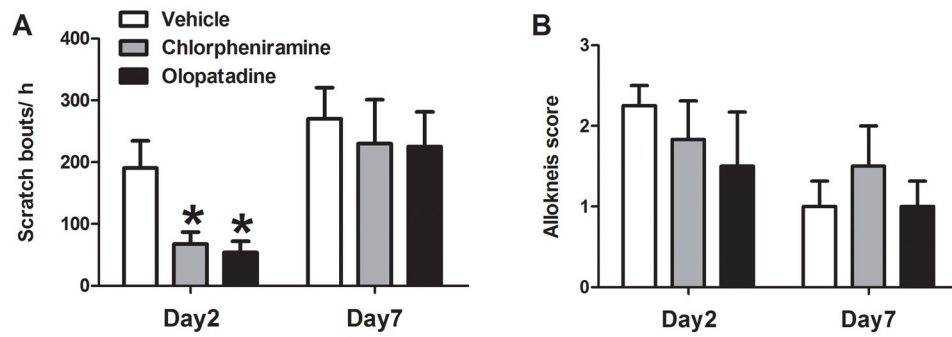 A
Vehicle
Chlorpheniramine
Olopatadine
Scratch bouts/ h
400
300
200
100
0
* *
Day2 Day7
B
Allokneis score
3
2
1
0
Day2 Day7